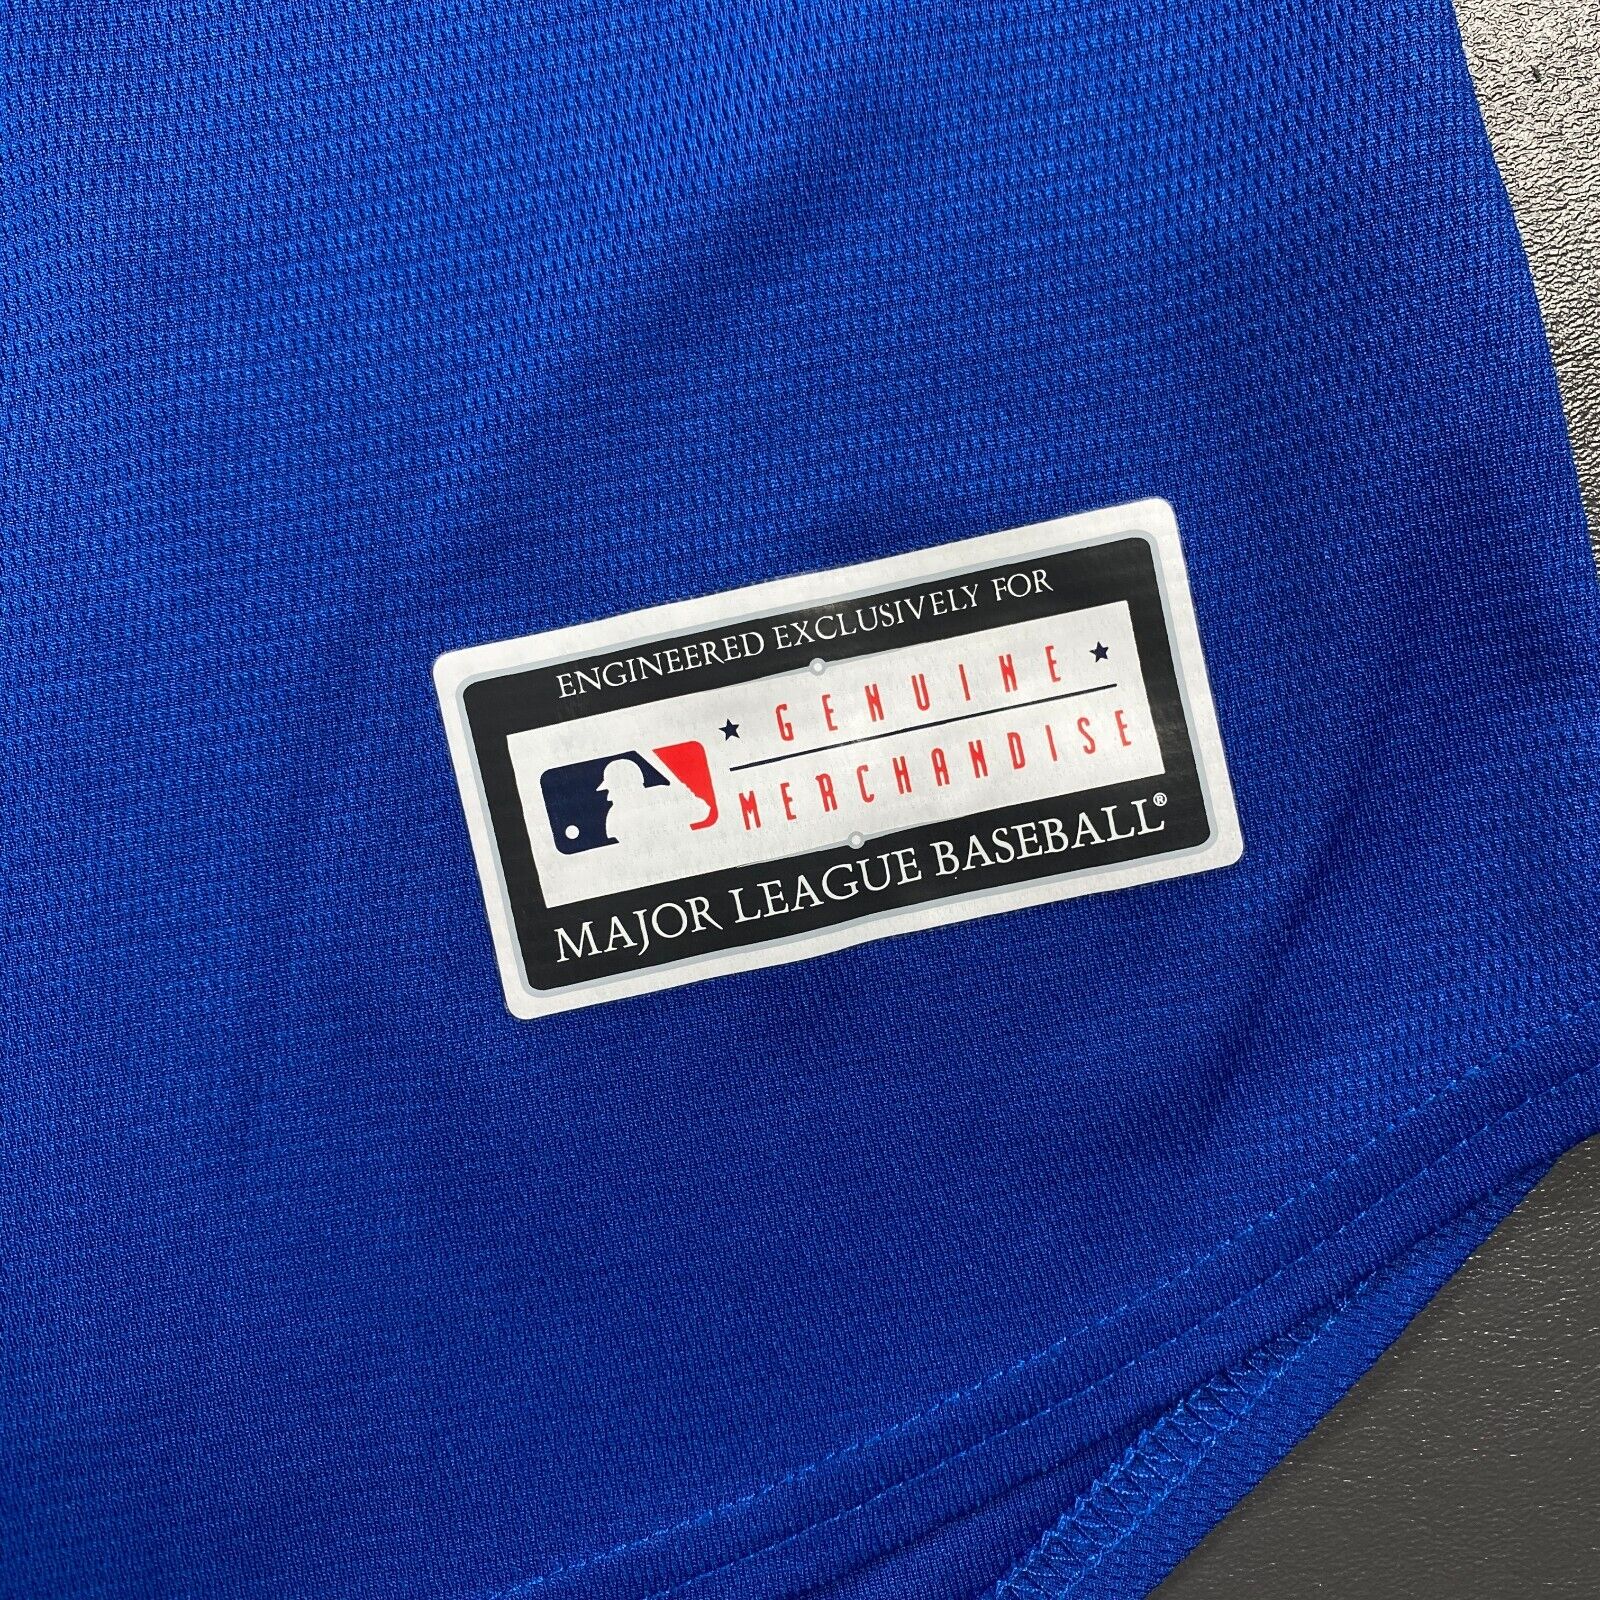 ENGINEERED EXCLUSIVELY FOR
GENUINE
MERCHANDISE
MAJOR LEAGUE BASEBALL®